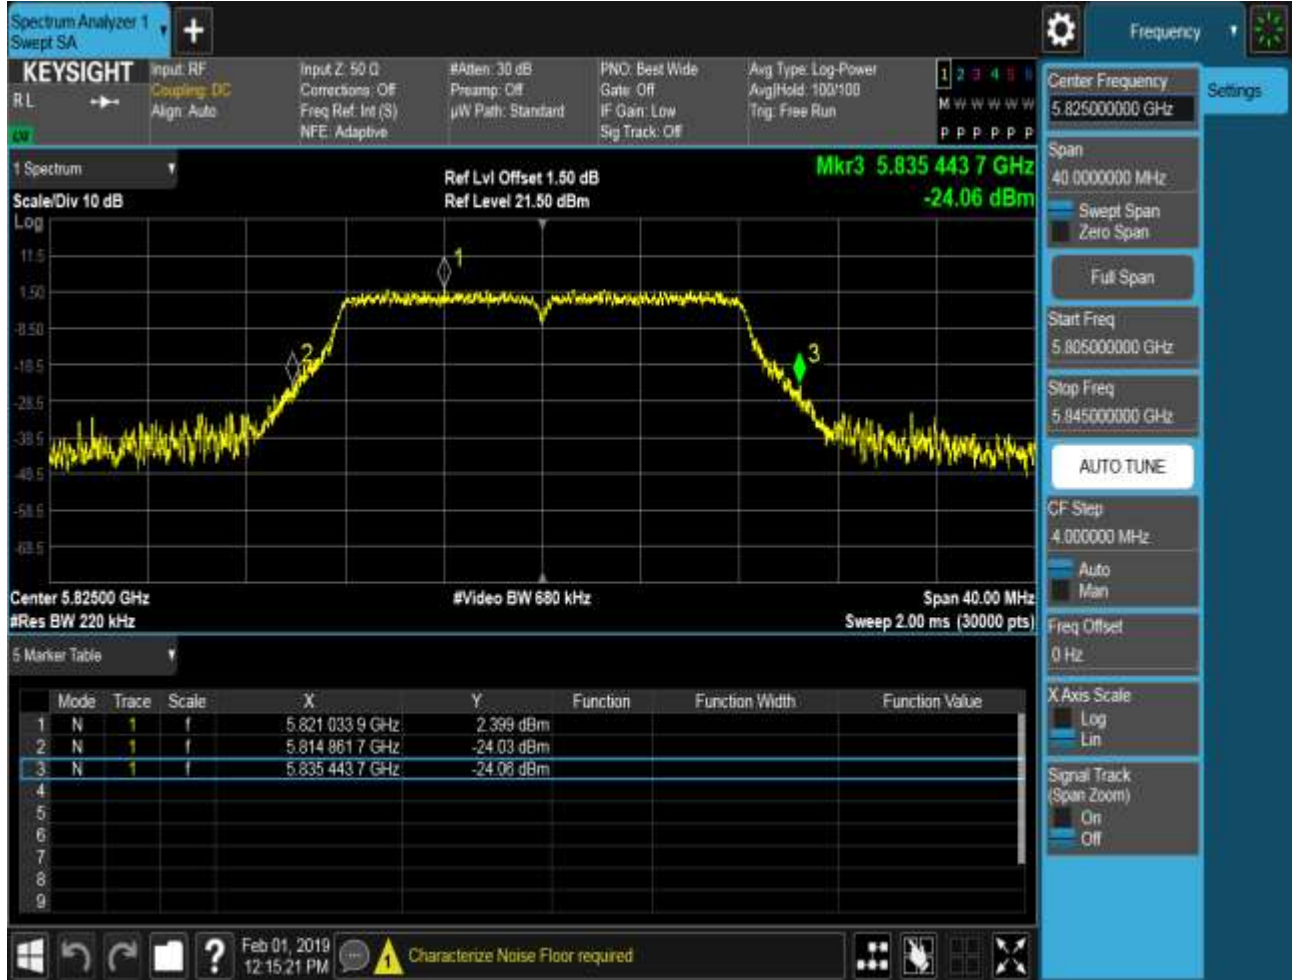 Spectrum Analyzer 1
Swept SA
Frequency
KEYSIGHT
R L
Input: RF
Coupling: DC
Align: Auto
Input Z: 50 Ω
Corrections: Off
Freq Ref: Int (S)
NFE: Adaptive
#Atten: 30 dB
Preamp: Off
µW Path: Standard
PNO: Best Wide
Gate: Off
IF Gain: Low
Sig Track: Off
Avg Type: Log-Power
Avg|Hold: 100/100
Trig: Free Run
1 2 3 4 5 6
M W W W W W
P P P P P P
1 Spectrum
Scale/Div 10 dB
Log
Ref Lvl Offset 1.50 dB
Ref Level 21.50 dBm
Mkr3 5.835 443 7 GHz
-24.06 dBm
11.5
1.50
-8.50
-18.5
-28.5
-38.5
-48.5
-58.5
-68.5
1
2
3
Center 5.82500 GHz
#Video BW 680 kHz
Span 40.00 MHz
#Res BW 220 kHz
Sweep 2.00 ms (30000 pts)
5 Marker Table
Mode Trace Scale X Y Function Function Width Function Value
1 N 1 f 5.821 033 9 GHz 2.399 dBm
2 N 1 f 5.814 861 7 GHz -24.03 dBm
3 N 1 f 5.835 443 7 GHz -24.06 dBm
4
5
6
7
8
9
Center Frequency
5.825000000 GHz
Settings
Span
40.0000000 MHz
Swept Span
Zero Span
Full Span
Start Freq
5.805000000 GHz
Stop Freq
5.845000000 GHz
AUTO TUNE
CF Step
4.000000 MHz
Auto
Man
Freq Offset
0 Hz
X Axis Scale
Log
Lin
Signal Track
(Span Zoom)
On
Off
?
Feb 01, 2019
12:15:21 PM
1
Characterize Noise Floor required